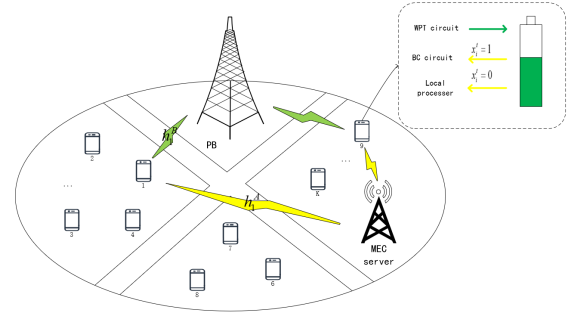 WPT circuit
BC circuit
x_i^t = 1
Local
processer
x_i^t = 0
PB
h_1^B
9
2
1
...
K
...
h_1^A
3
4
7
8
6
MEC
server